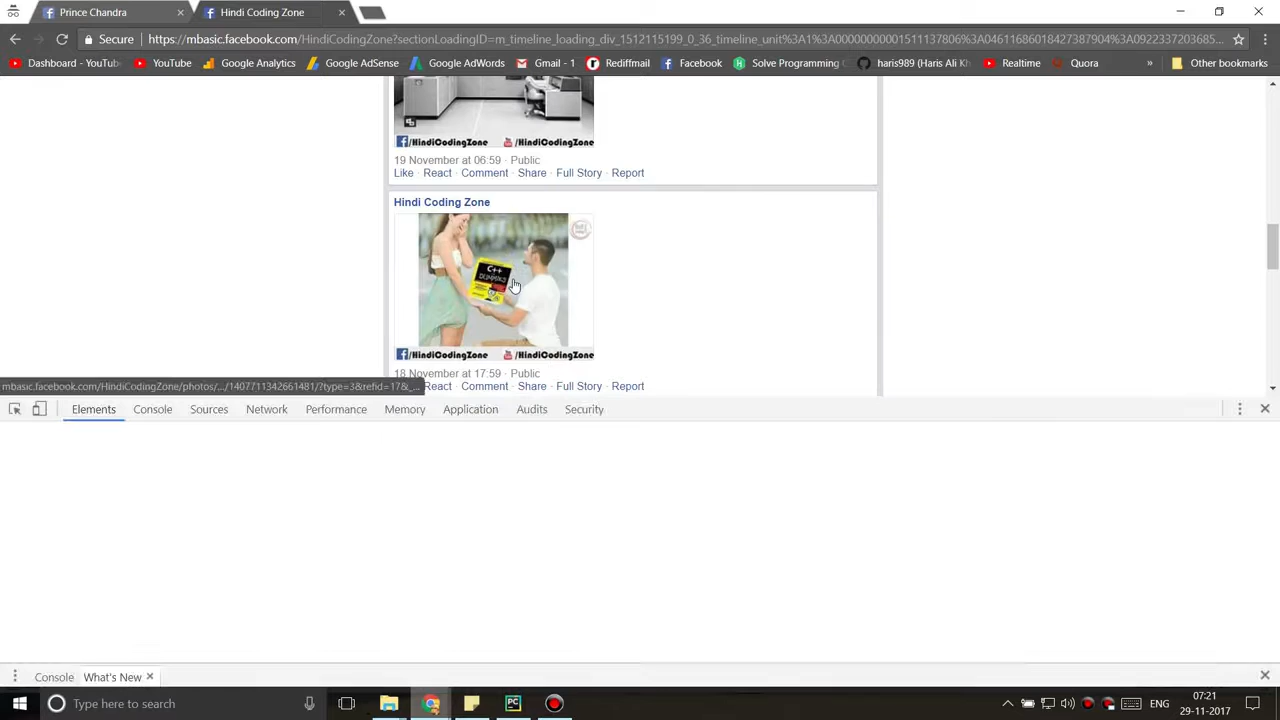 Prince Chandra
Hindi Coding Zone
Secure
https://mbasic.facebook.com/HindiCodingZone?sectionLoadingID=m_timeline_loading_div_1512115199_0_36_timeline_unit%3A1%3A00000000001511137806%3A04611686018427387904%3A0922337203685...
Dashboard - YouTub
YouTube
Google Analytics
Google AdSense
Google AdWords
Gmail - 1
Rediffmail
Facebook
Solve Programming
haris989 (Haris Ali Kh
Realtime
Quora
»
Other bookmarks
/HindiCodingZone /HindiCodingZone
19 November at 06:59 · Public
Like · React · Comment · Share · Full Story · Report
Hindi Coding Zone
C++
DUMMIES
/HindiCodingZone /HindiCodingZone
18 November at 17:59 · Public
React · Comment · Share · Full Story · Report
mbasic.facebook.com/HindiCodingZone/photos/.../1407711342661481/?type=3&refid=17&_...
Elements Console Sources Network Performance Memory Application Audits Security
Console What's New
Type here to search
ENG
07:21
29-11-2017